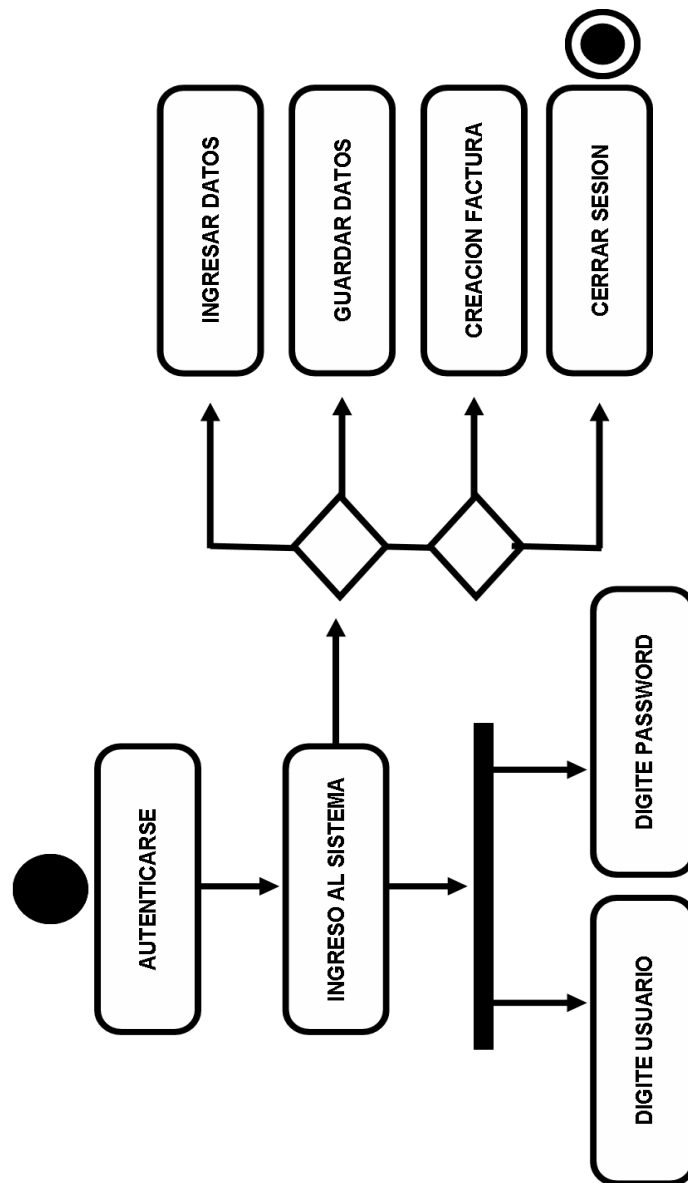 AUTENTICARSE
INGRESO AL SISTEMA
DIGITE USUARIO
DIGITE PASSWORD
INGRESAR DATOS
GUARDAR DATOS
CREACION FACTURA
CERRAR SESION